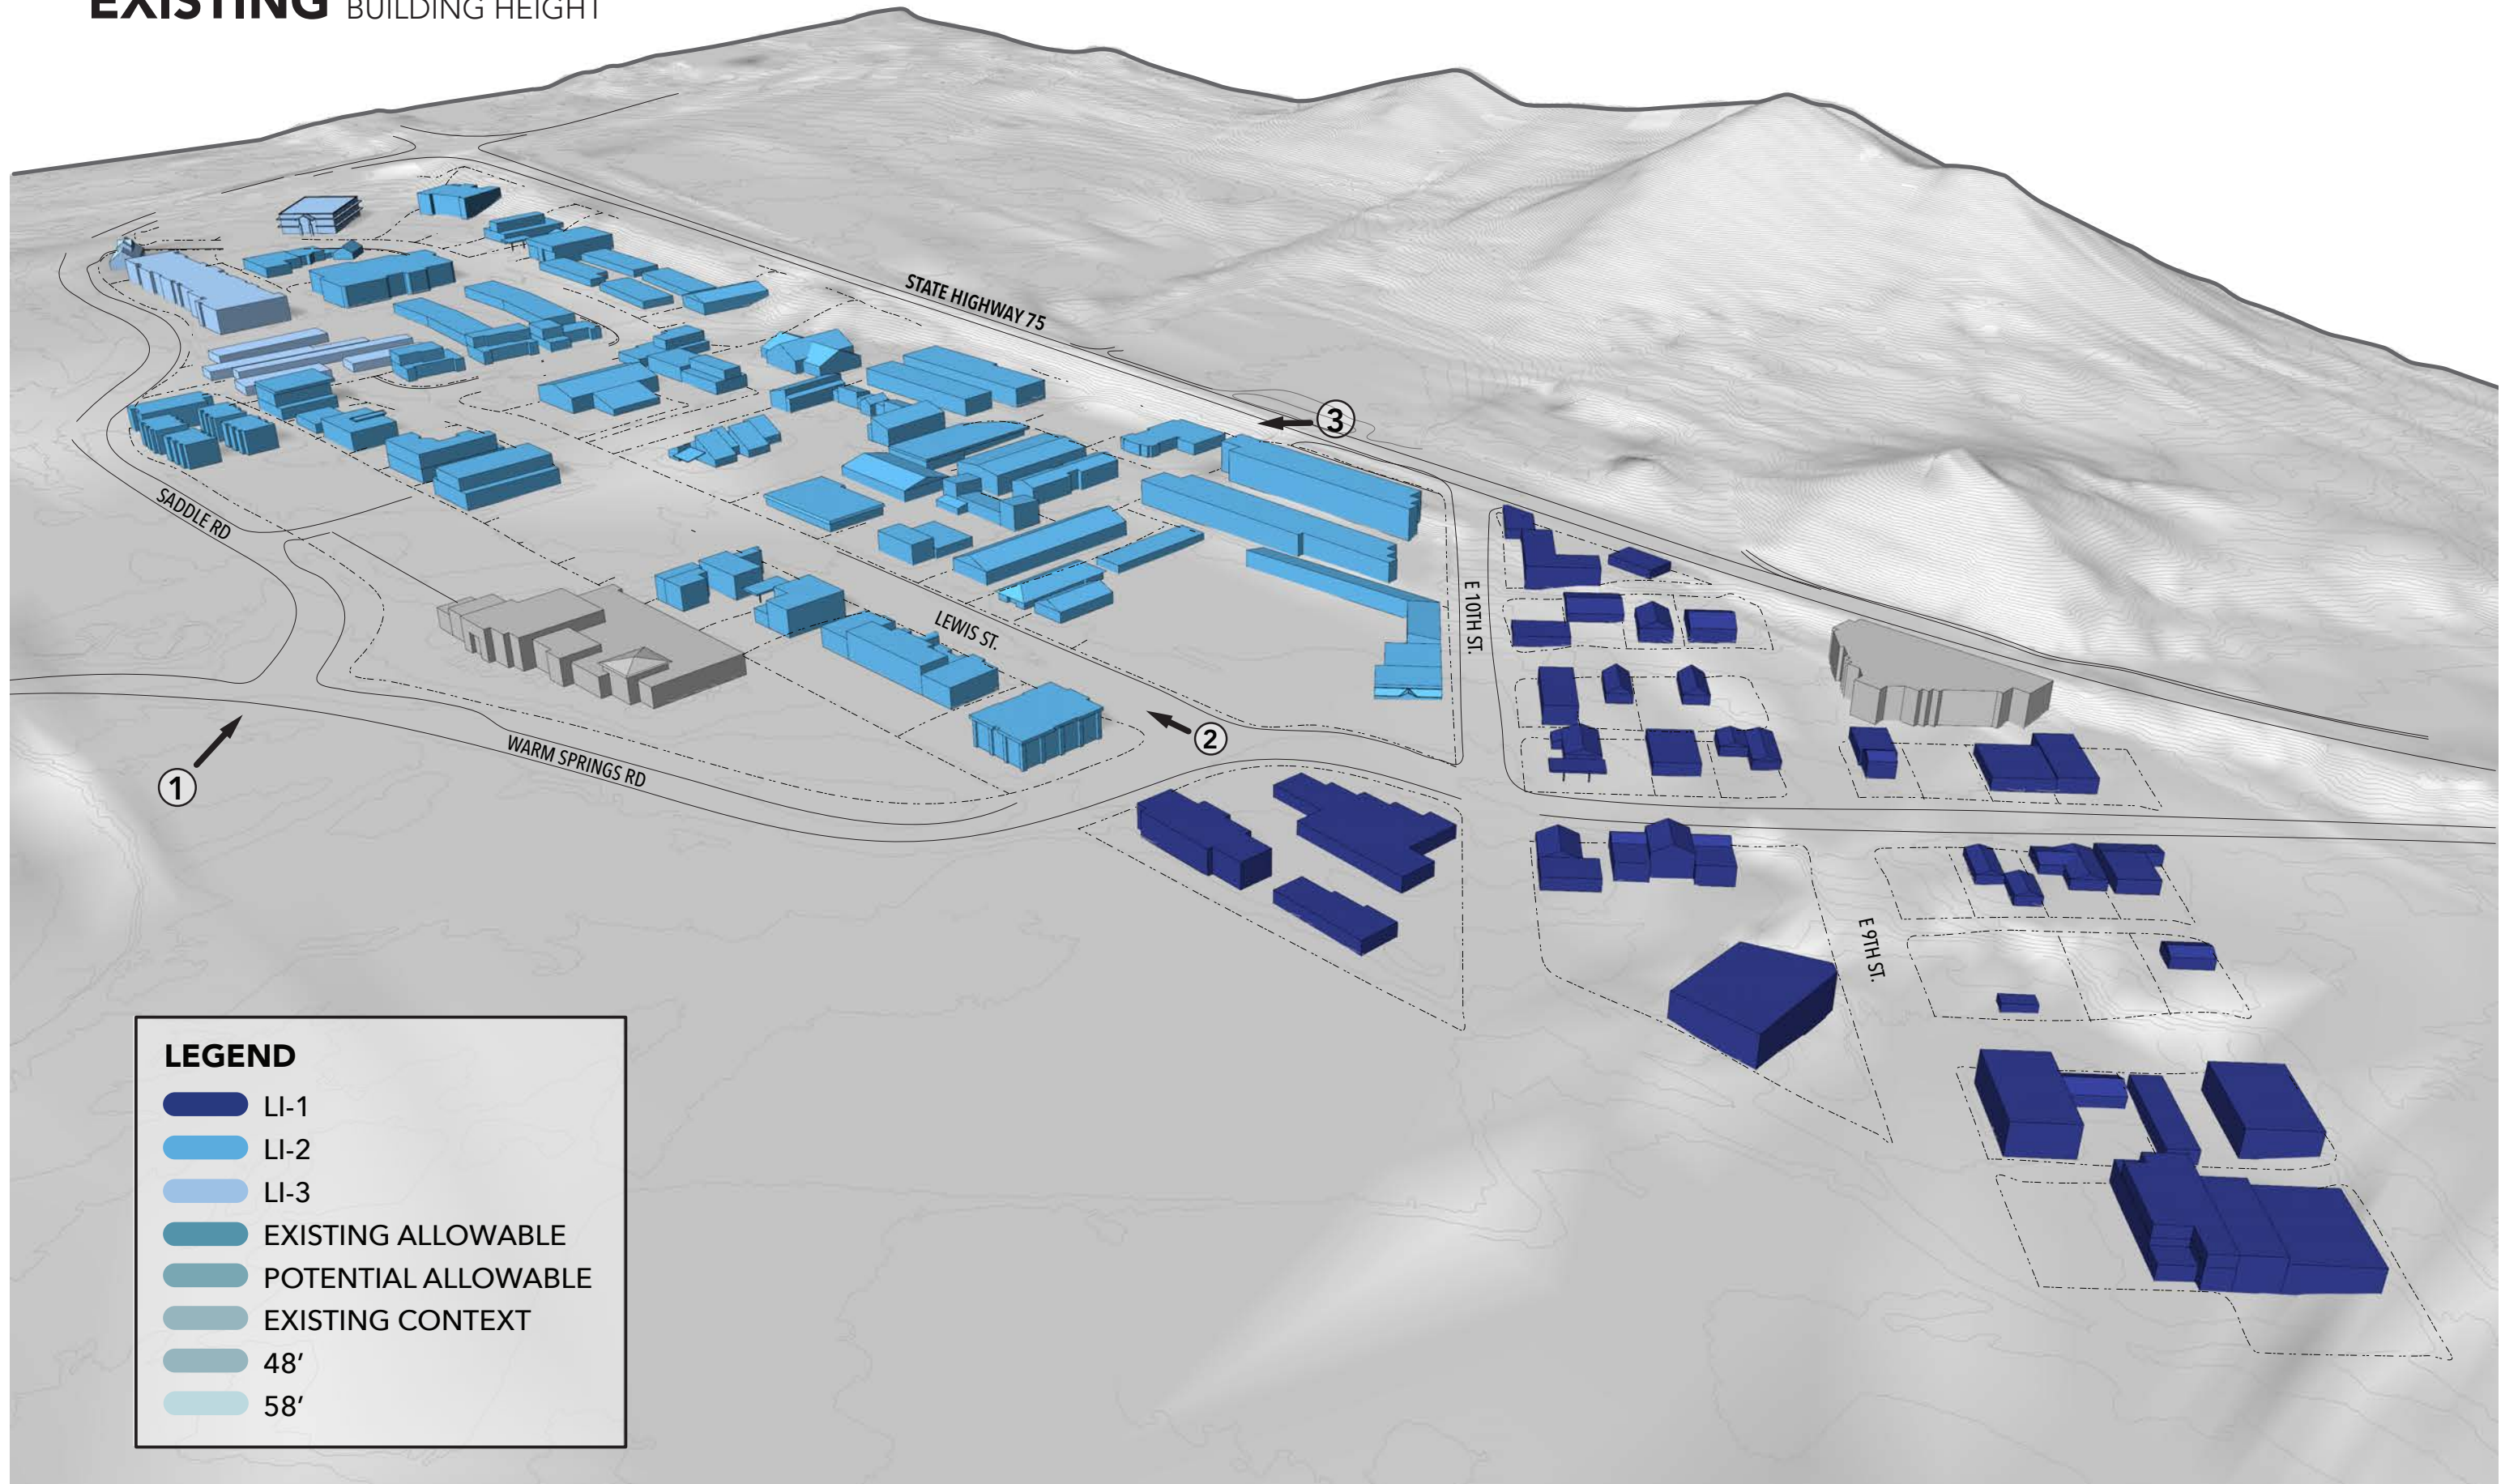 EXISTING BUILDING HEIGHT
STATE HIGHWAY 75
3
SADDLE RD
E 10TH ST.
LEWIS ST.
2
WARM SPRINGS RD
1
E 9TH ST.
LEGEND
LI-1
LI-2
LI-3
EXISTING ALLOWABLE
POTENTIAL ALLOWABLE
EXISTING CONTEXT
48’
58’